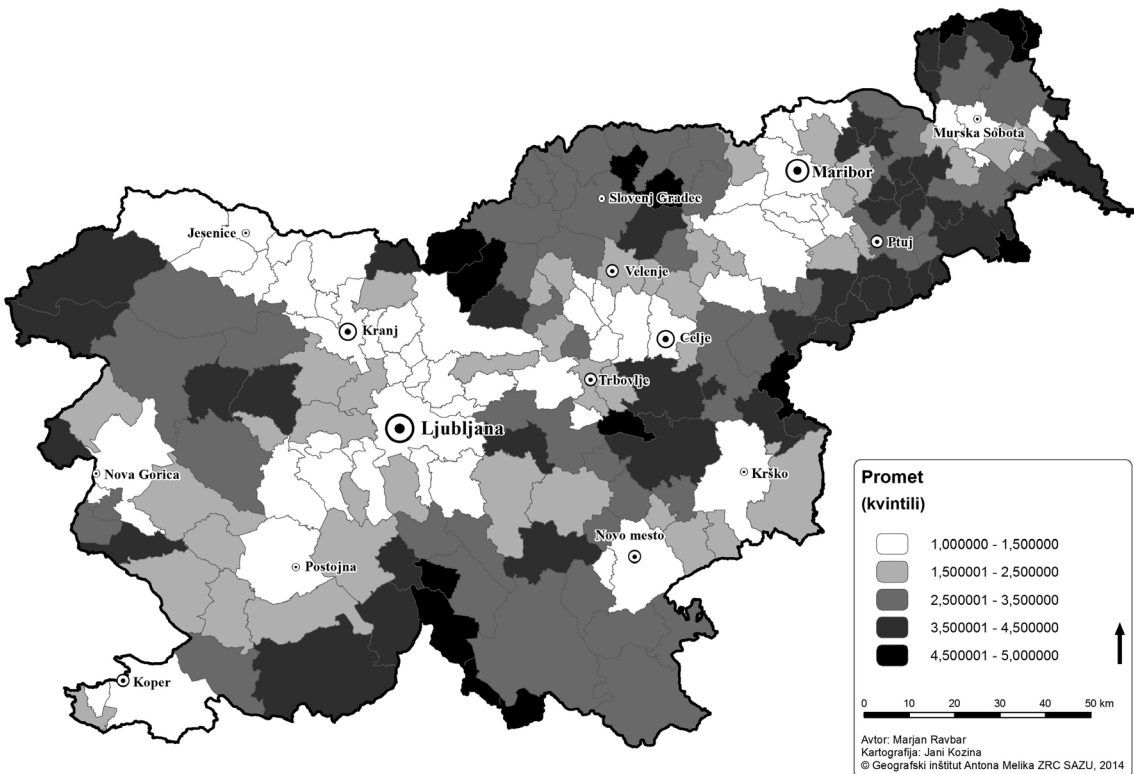 Murska Sobota
Maribor
Slovenj Gradec
Jesenice
Ptuj
Velenje
Kranj
Celje
Trbovlje
Ljubljana
Nova Gorica
Krško
Novo mesto
Postojna
Koper
Promet
(kvintili)
1,000000 - 1,500000
1,500001 - 2,500000
2,500001 - 3,500000
3,500001 - 4,500000
4,500001 - 5,000000
0 10 20 30 40 50 km
Avtor: Marjan Ravbar
Kartografija: Jani Kozina
© Geografski inštitut Antona Melika ZRC SAZU, 2014